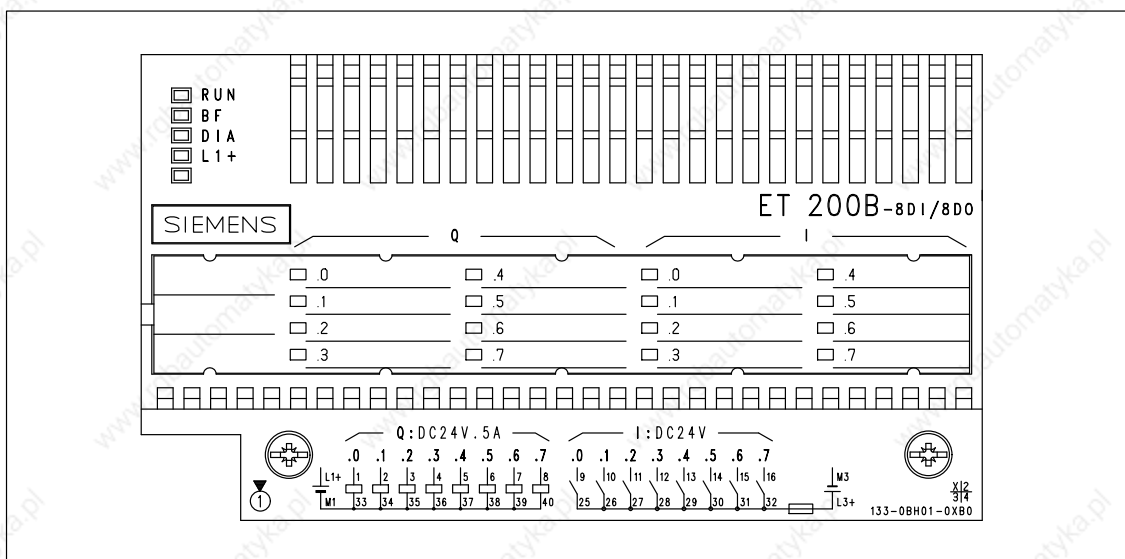 RUN
BF
DIA
L1+
ET 200B-8DI/8DO
SIEMENS
Q I
.0 .4 .0 .4
.1 .5 .1 .5
.2 .6 .2 .6
.3 .7 .3 .7
Q:DC24V.5A I:DC24V
.0 .1 .2 .3 .4 .5 .6 .7 .0 .1 .2 .3 .4 .5 .6 .7
L1+ 1 2 3 4 5 6 7 8 9 10 11 12 13 14 15 16 M3
M1 33 34 35 36 37 38 39 40 25 26 27 28 29 30 31 32 L3+
1
X 2
3 4
133-0BH01-0XB0
www.robautomatyka.pl